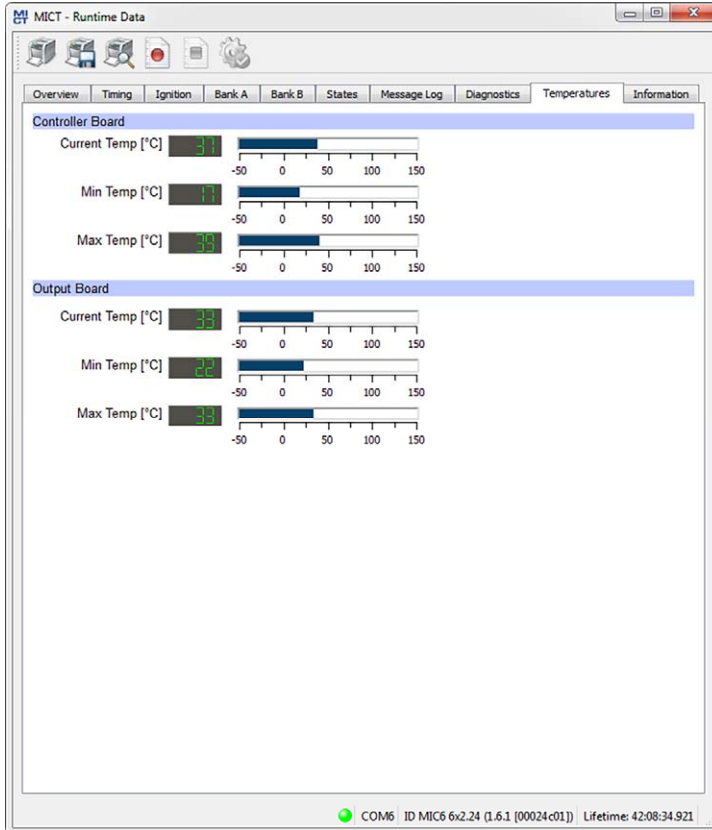 MICT MICT - Runtime Data
Overview Timing Ignition Bank A Bank B States Message Log Diagnostics Temperatures Information
Controller Board
Current Temp [°C] 37
-50 0 50 100 150
Min Temp [°C] 17
-50 0 50 100 150
Max Temp [°C] 39
-50 0 50 100 150
Output Board
Current Temp [°C] 33
-50 0 50 100 150
Min Temp [°C] 22
-50 0 50 100 150
Max Temp [°C] 33
-50 0 50 100 150
COM6 ID MIC6 6x2.24 (1.6.1 [00024c01]) Lifetime: 42:08:34.921